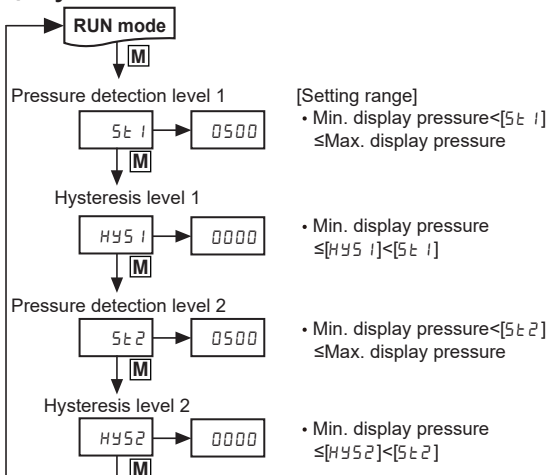 RUN mode
M
Pressure detection level 1
[Setting range]
St 1
0500
• Min. display pressure<[St 1]
≤Max. display pressure
M
Hysteresis level 1
HYS 1
0000
• Min. display pressure
≤[HYS 1]<[St 1]
M
Pressure detection level 2
St2
0500
• Min. display pressure<[St2]
≤Max. display pressure
M
Hysteresis level 2
HYS2
0000
• Min. display pressure
≤[HYS2]<[St2]
M